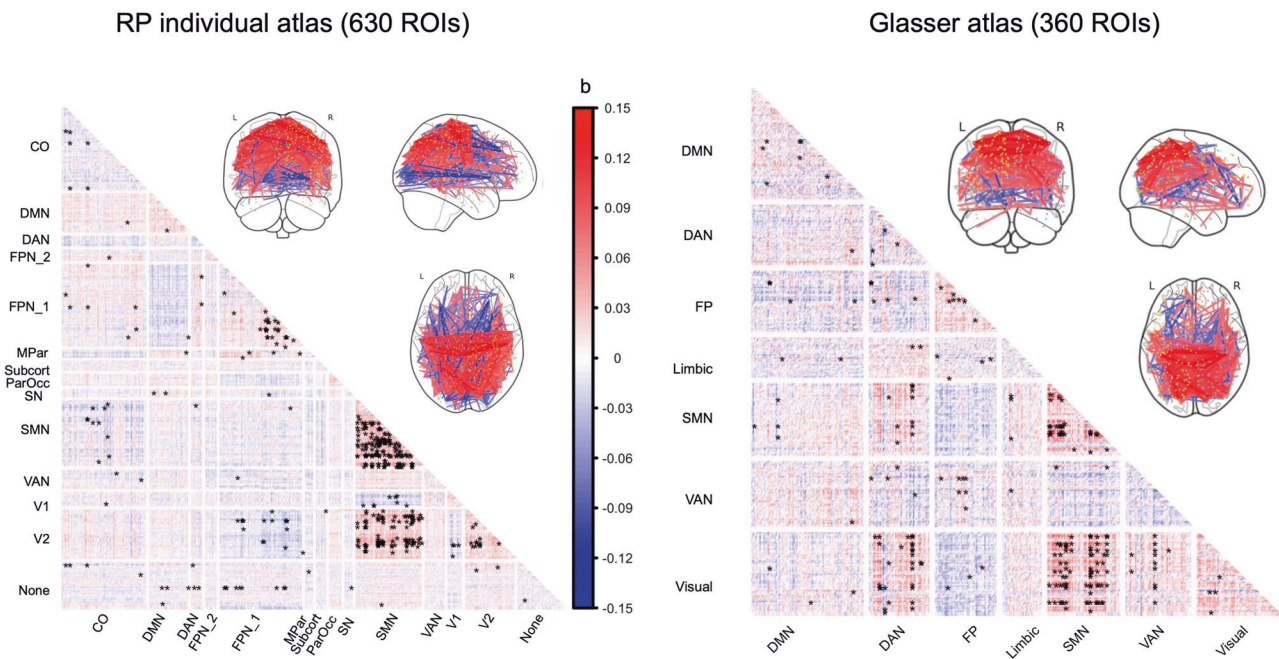 RP individual atlas (630 ROIs)
Glasser atlas (360 ROIs)
CO
DMN
DAN
FPN_2
FPN_1
MPar
Subcort
ParOcc
SN
SMN
VAN
V1
V2
None
CO
DMN
DAN
FPN_2
FPN_1
MPar
Subcort
ParOcc
SN
SMN
VAN
V1
V2
None
L R
L R
b
0.15
0.12
0.09
0.06
0.03
0
-0.03
-0.06
-0.09
-0.12
-0.15
DMN
DAN
FP
Limbic
SMN
VAN
Visual
DMN
DAN
FP
Limbic
SMN
VAN
Visual
L R
L R